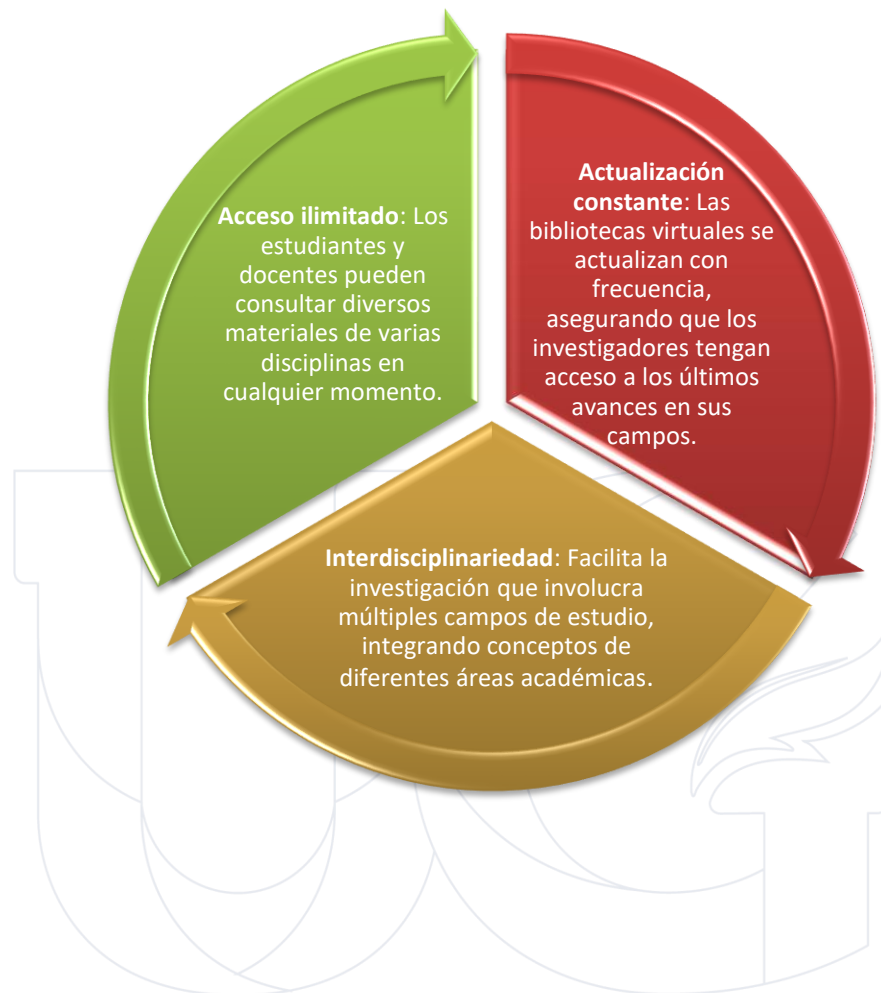 Acceso ilimitado: Los
estudiantes y
docentes pueden
consultar diversos
materiales de varias
disciplinas en
cualquier momento.
Actualización
constante: Las
bibliotecas virtuales se
actualizan con
frecuencia,
asegurando que los
investigadores tengan
acceso a los últimos
avances en sus
campos.
Interdisciplinariedad: Facilita la
investigación que involucra
múltiples campos de estudio,
integrando conceptos de
diferentes áreas académicas.